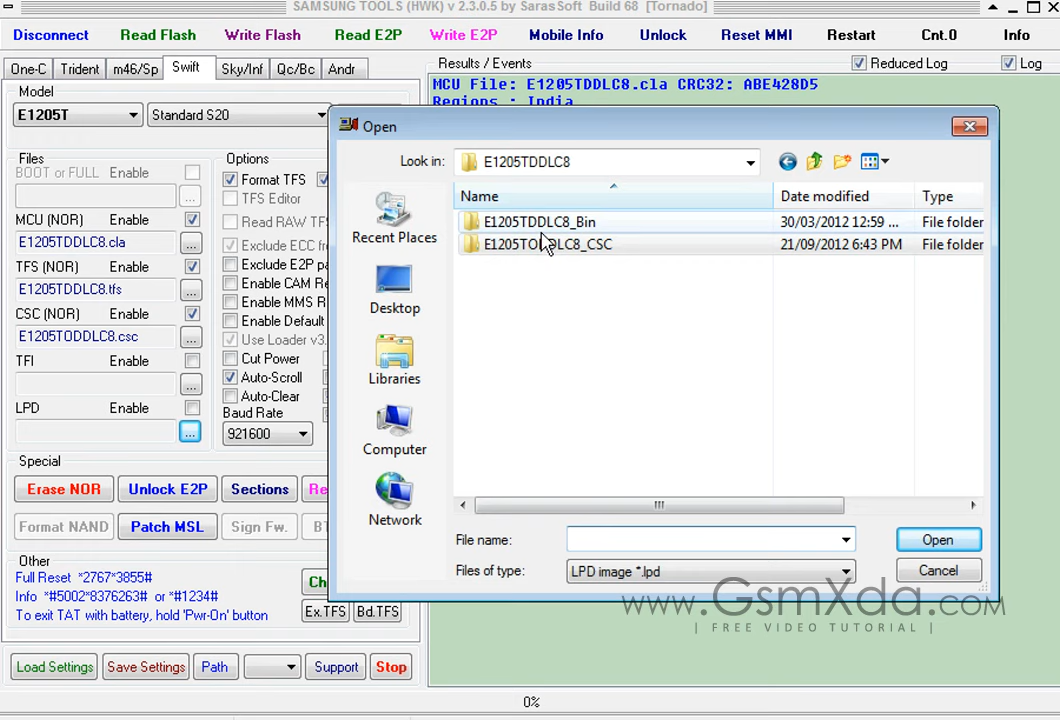 SAMSUNG TOOLS (HWK) v 2.3.0.5 by SarasSoft Build 68 [Tornado]
Disconnect Read Flash Write Flash Read E2P Write E2P Mobile Info Unlock Reset MMI Restart Cnt.0 Info
One-C Trident m46/Sp Swift Sky/Inf Qc/Bc Andr
Results / Events Reduced Log Log
Model
E1205T Standard S20
MCU File: E1205TDDLC8.cla CRC32: ABE428D5
Regions : India
Open
Look in: E1205TDDLC8
Name Date modified Type
E1205TDDLC8_Bin 30/03/2012 12:59 ... File folder
E1205TODDLC8_CSC 21/09/2012 6:43 PM File folder
Recent Places
Desktop
Libraries
Computer
Network
File name: Open
Files of type: LPD image *.lpd Cancel
Files
BOOT or FULL Enable
...
MCU (NOR) Enable
E1205TDDLC8.cla ...
TFS (NOR) Enable
E1205TDDLC8.tfs ...
CSC (NOR) Enable
E1205TODDLC8.csc ...
TFI Enable
...
LPD Enable
...
Options
Format TFS
TFS Editor
Read RAW TFS
Exclude ECC
Exclude E2P
Enable CAM
Enable MMS
Enable Default
Use Loader v3.
Cut Power
Auto-Scroll
Auto-Clear
Baud Rate
921600
Special
Erase NOR Unlock E2P Sections Re
Format NAND Patch MSL Sign Fw. BT
Other
Full Reset *2767*3855#
Info *#5002*8376263# or *#1234#
To exit TAT with battery, hold 'Pwr-On' button
Ch
Ex.TFS Bd.TFS
Load Settings Save Settings Path Support Stop
0%
www.GsmXda.com
| FREE VIDEO TUTORIAL |